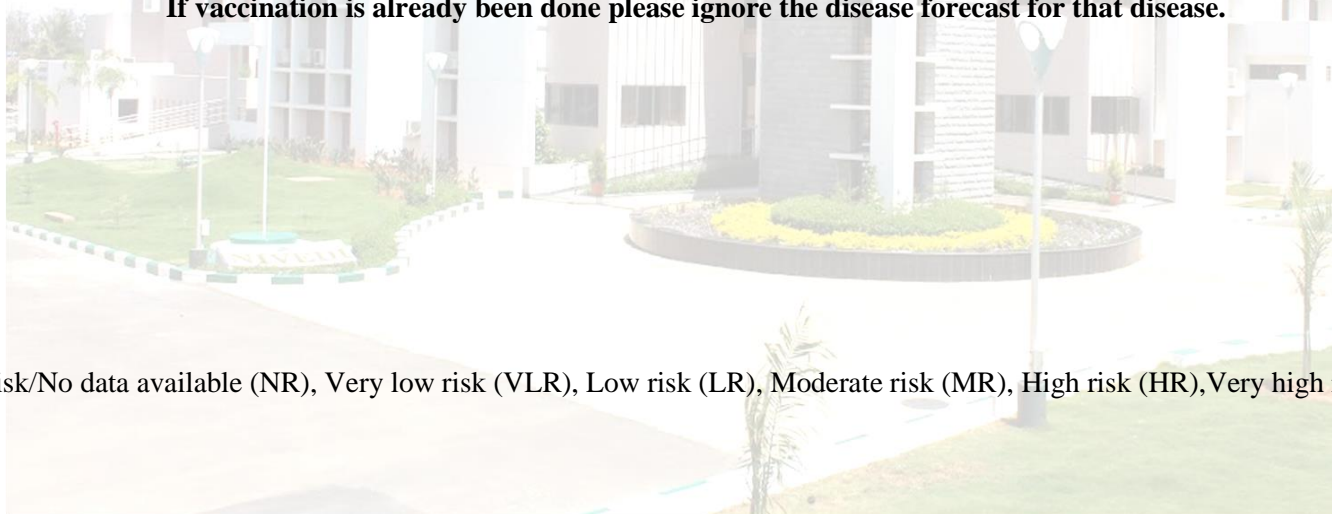 If vaccination is already been done please ignore the disease forecast for that disease.
NIVEDI
isk/No data available (NR), Very low risk (VLR), Low risk (LR), Moderate risk (MR), High risk (HR),Very high